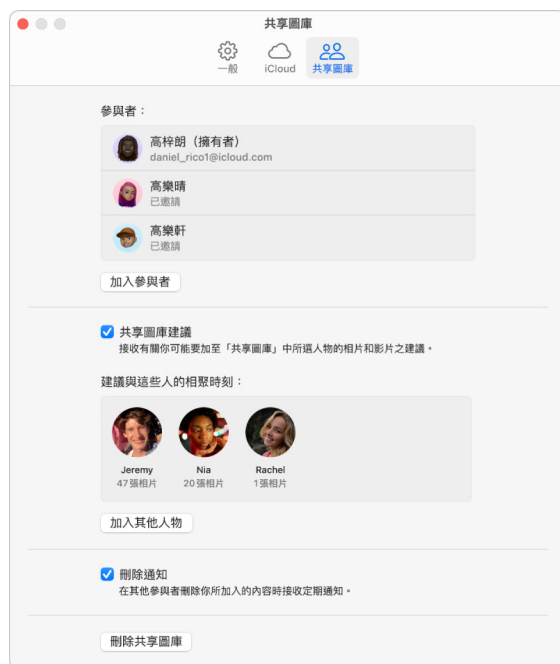 共享圖庫
一般
iCloud
共享圖庫
參與者：
高梓朗（擁有者）
daniel_rico1@icloud.com
高樂晴
已邀請
高樂軒
已邀請
加入參與者
共享圖庫建議
接收有關你可能要加至「共享圖庫」中所選人物的相片和影片之建議。
建議與這些人的相聚時刻：
Jeremy
47張相片
Nia
20張相片
Rachel
1張相片
加入其他人物
刪除通知
在其他參與者刪除你所加入的內容時接收定期通知。
刪除共享圖庫